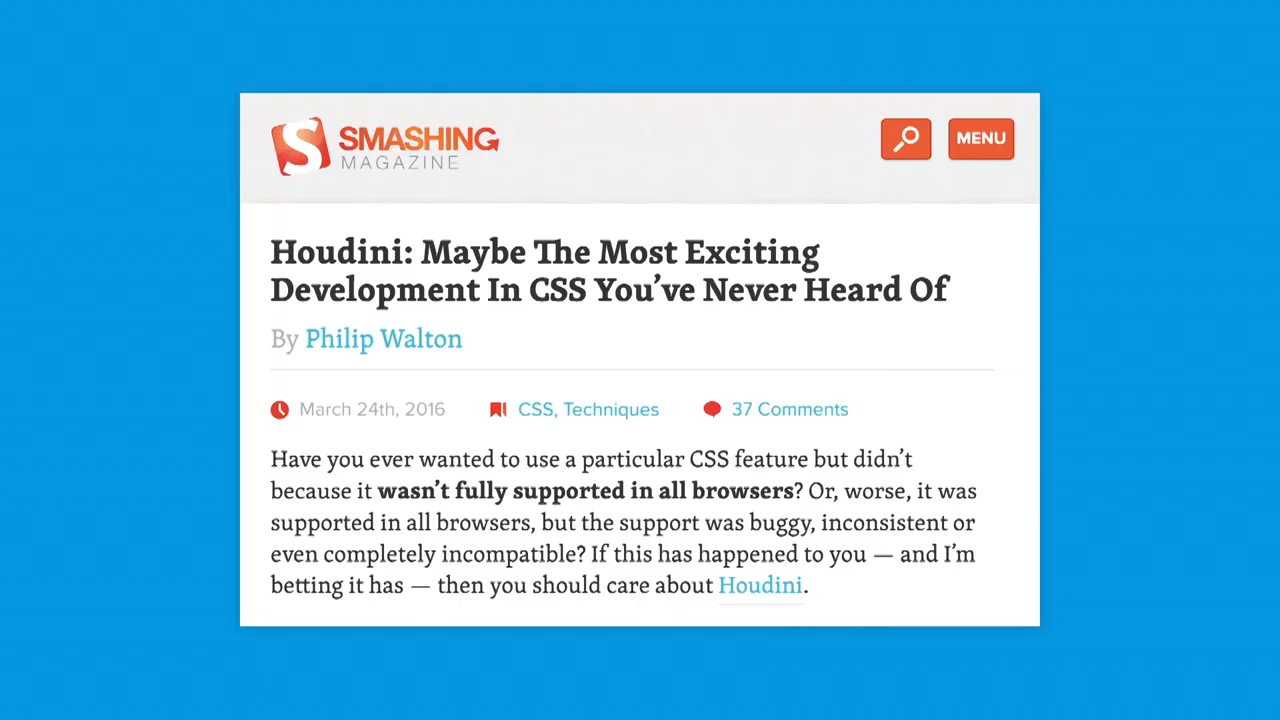 SMASHING
MAGAZINE
MENU
Houdini: Maybe The Most Exciting
Development In CSS You’ve Never Heard Of
By Philip Walton
March 24th, 2016 CSS, Techniques 37 Comments
Have you ever wanted to use a particular CSS feature but didn’t
because it wasn’t fully supported in all browsers? Or, worse, it was
supported in all browsers, but the support was buggy, inconsistent or
even completely incompatible? If this has happened to you — and I’m
betting it has — then you should care about Houdini.